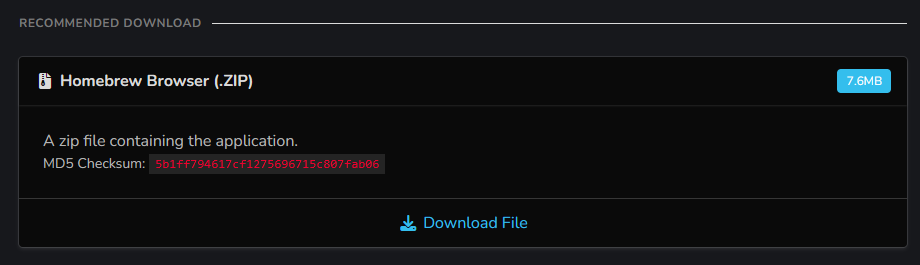 RECOMMENDED DOWNLOAD
Homebrew Browser (.ZIP)
7.6MB
A zip file containing the application.
MD5 Checksum: 5b1ff794617cf1275696715c807fab06
Download File